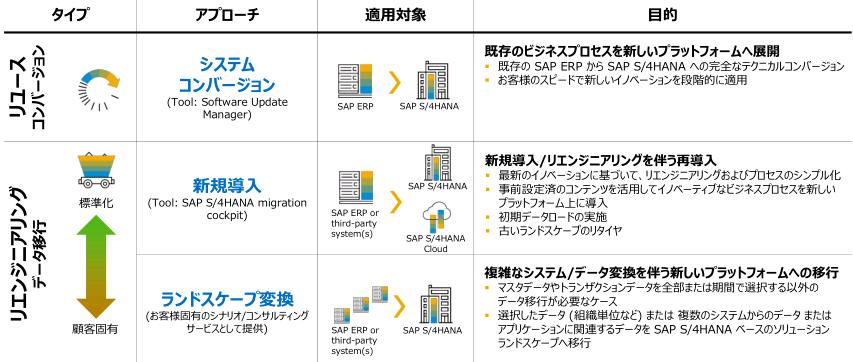 タイプ
アプローチ
適用対象
目的
リユース
コンバージョン
システム
コンバージョン
(Tool: Software Update
Manager)
SAP ERP
SAP S/4HANA
既存のビジネスプロセスを新しいプラットフォームへ展開
既存の SAP ERP から SAP S/4HANA への完全なテクニカルコンバージョン
お客様のスピードで新しいイノベーションを段階的に適用
リエンジニアリング
データ移行
標準化
顧客固有
新規導入
(Tool: SAP S/4HANA migration
cockpit)
SAP ERP or
third-party
system(s)
SAP S/4HANA
SAP S/4HANA
Cloud
新規導入/リエンジニアリングを伴う再導入
最新のイノベーションに基づいて、リエンジニアリングおよびプロセスのシンプル化
事前設定済のコンテンツを活用してイノベーティブなビジネスプロセスを新しい
プラットフォーム上に導入
初期データロードの実施
古いランドスケープのリタイヤ
ランドスケープ変換
(お客様固有のシナリオ/コンサルティング
サービスとして提供)
SAP ERP or
third-party
system(s)
SAP S/4HANA
複雑なシステム/データ変換を伴う新しいプラットフォームへの移行
マスタデータやトランザクションデータを全部または期間で選択する以外の
データ移行が必要なケース
選択したデータ (組織単位など) または 複数のシステムからのデータ または
アプリケーションに関連するデータを SAP S/4HANA ベースのソリューション
ランドスケープへ移行